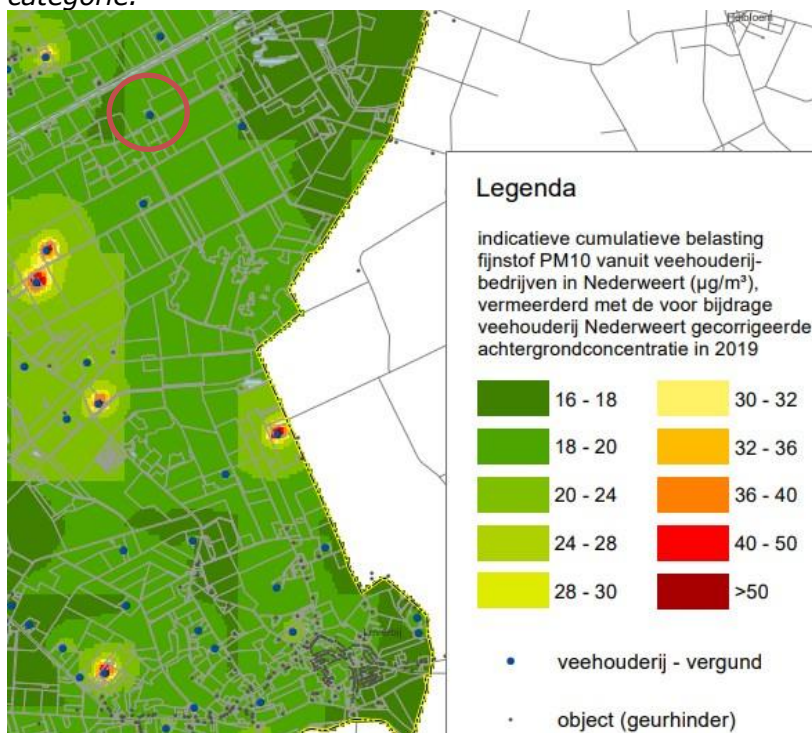 categorie.
Legenda
indicatieve cumulatieve belasting
fijnstof PM10 vanuit veehouderij-
bedrijven in Nederweert (µg/m³),
vermeerderd met de voor bijdrage
veehouderij Nederweert gecorrigeerde
achtergrondconcentratie in 2019
16 - 18
18 - 20
20 - 24
24 - 28
28 - 30
30 - 32
32 - 36
36 - 40
40 - 50
>50
veehouderij - vergund
object (geurhinder)